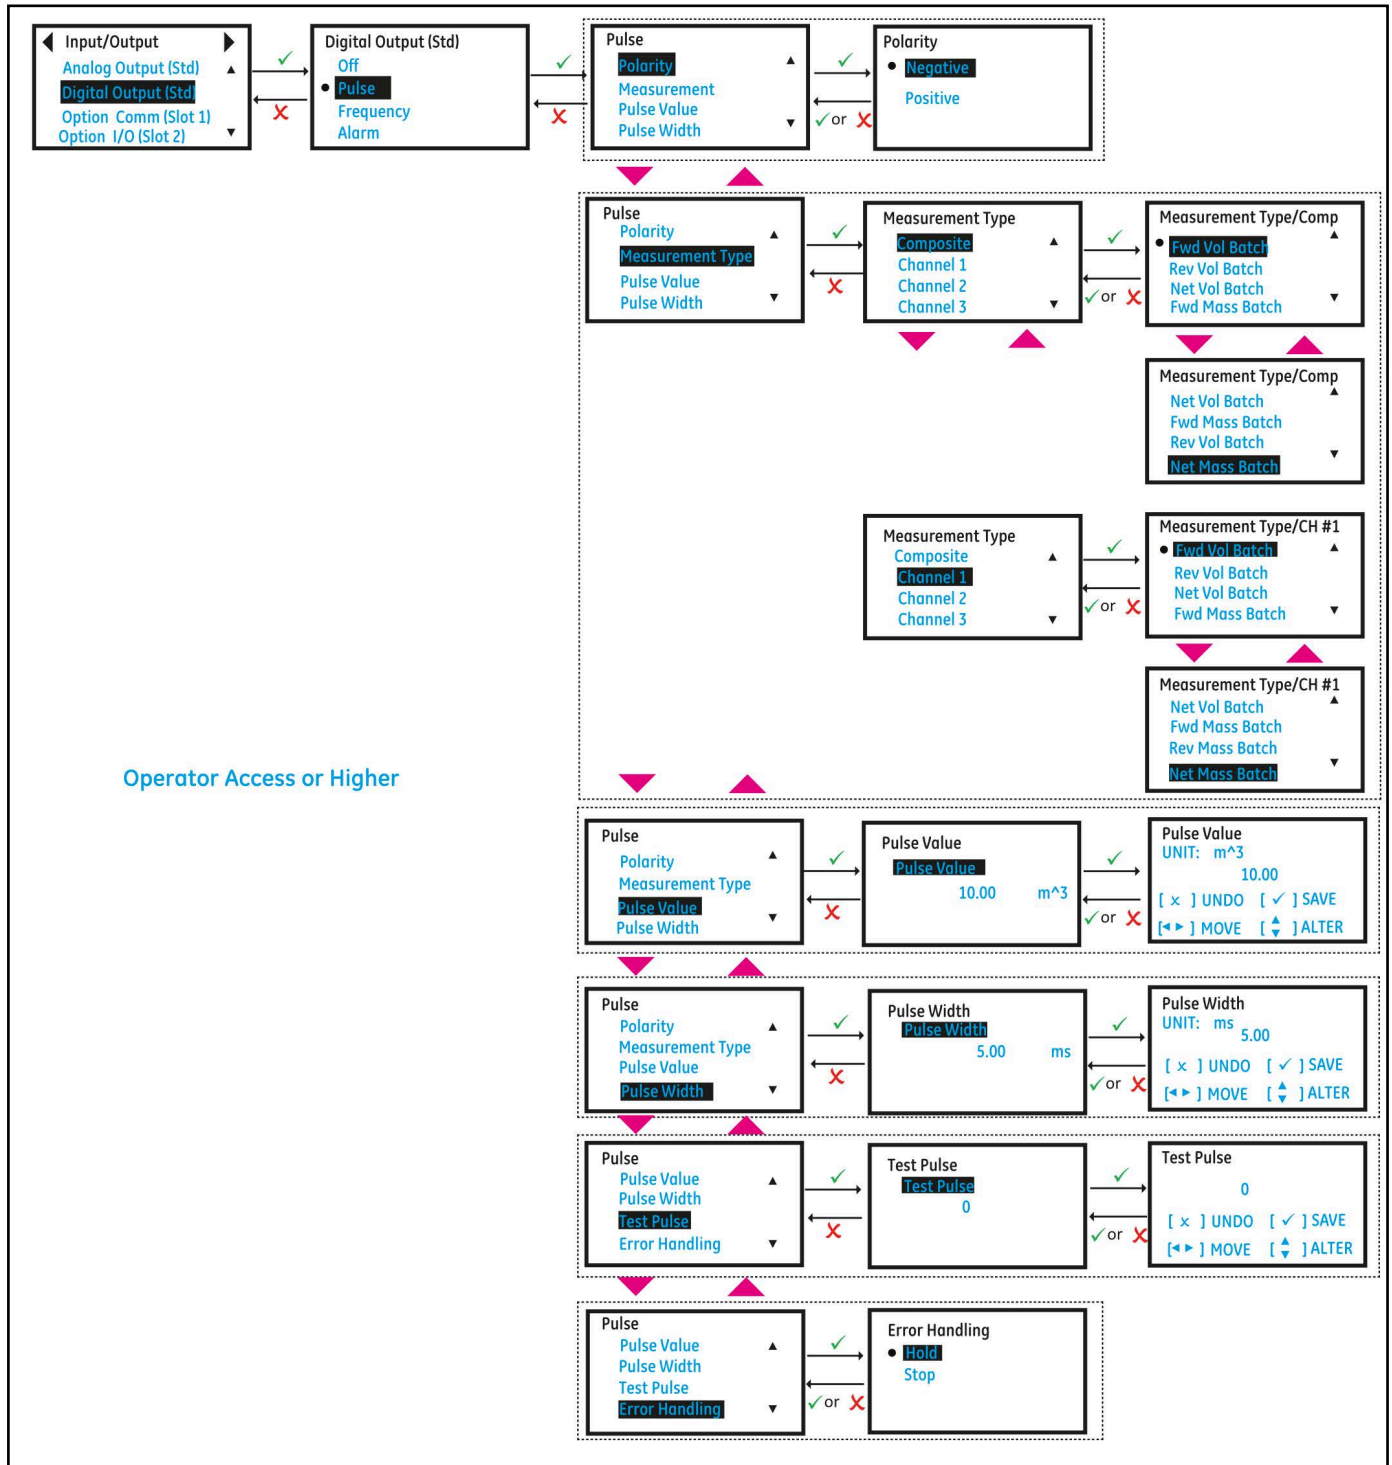 Input/Output
Analog Output (Std)
Digital Output (Std)
Option Comm (Slot 1)
Option I/O (Slot 2)
Digital Output (Std)
Off
Pulse
Frequency
Alarm
Pulse
Polarity
Measurement
Pulse Value
Pulse Width
or
Polarity
Negative
Positive
Pulse
Polarity
Measurement Type
Pulse Value
Pulse Width
Measurement Type
Composite
Channel 1
Channel 2
Channel 3
or
Measurement Type/Comp
Fwd Vol Batch
Rev Vol Batch
Net Vol Batch
Fwd Mass Batch
Measurement Type/Comp
Net Vol Batch
Fwd Mass Batch
Rev Vol Batch
Net Mass Batch
Measurement Type
Composite
Channel 1
Channel 2
Channel 3
or
Measurement Type/CH #1
Fwd Vol Batch
Rev Vol Batch
Net Vol Batch
Fwd Mass Batch
Measurement Type/CH #1
Net Vol Batch
Fwd Mass Batch
Rev Mass Batch
Net Mass Batch
Operator Access or Higher
Pulse
Polarity
Measurement Type
Pulse Value
Pulse Width
Pulse Value
Pulse Value
10.00 m^3
or
Pulse Value
UNIT: m^3
10.00
[ x ] UNDO [ ✓ ] SAVE
[◄ ►] MOVE [ ▲▼ ] ALTER
Pulse
Polarity
Measurement Type
Pulse Value
Pulse Width
Pulse Width
Pulse Width
5.00 ms
or
Pulse Width
UNIT: ms
5.00
[ x ] UNDO [ ✓ ] SAVE
[◄ ►] MOVE [ ▲▼ ] ALTER
Pulse
Pulse Value
Pulse Width
Test Pulse
Error Handling
Test Pulse
Test Pulse
0
or
Test Pulse
0
[ x ] UNDO [ ✓ ] SAVE
[◄ ►] MOVE [ ▲▼ ] ALTER
Pulse
Pulse Value
Pulse Width
Test Pulse
Error Handling
or
Error Handling
Hold
Stop